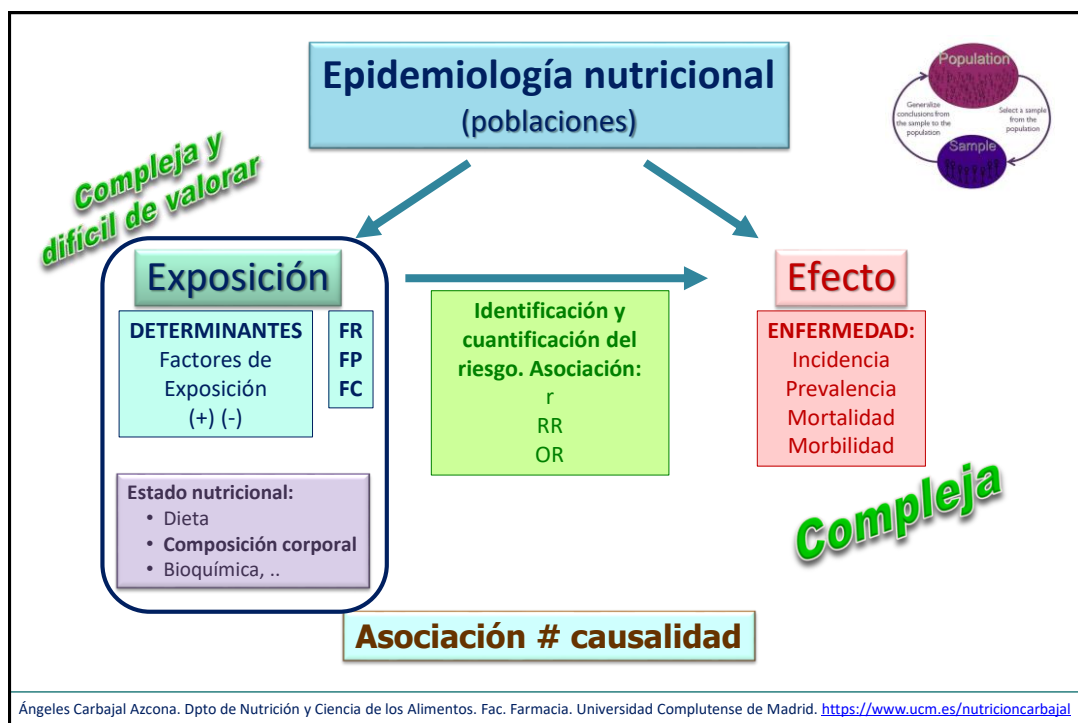 Epidemiología nutricional
(poblaciones)
Population
Generalize
conclusions from
the sample to the
population
Select a sample
from the
population
Sample
Compleja y
difícil de valorar
Exposición
DETERMINANTES
Factores de
Exposición
(+) (-)
FR
FP
FC
Estado nutricional:
• Dieta
• Composición corporal
• Bioquímica, ..
Identificación y
cuantificación del
riesgo. Asociación:
r
RR
OR
Efecto
ENFERMEDAD:
Incidencia
Prevalencia
Mortalidad
Morbilidad
Compleja
Asociación # causalidad
Ángeles Carbajal Azcona. Dpto de Nutrición y Ciencia de los Alimentos. Fac. Farmacia. Universidad Complutense de Madrid. https://www.ucm.es/nutricioncarbajal